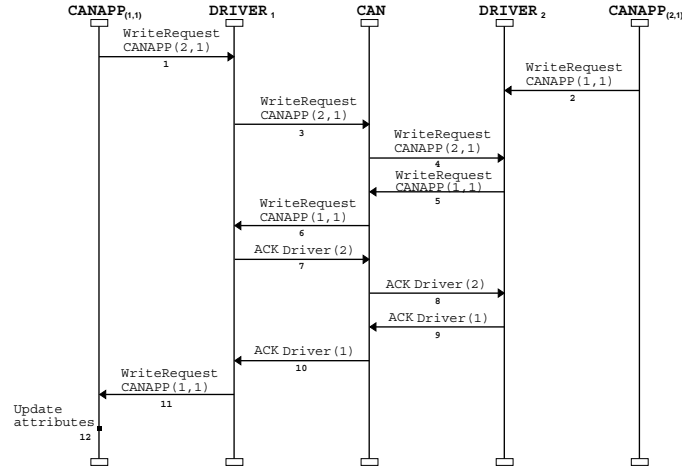 CANAPP(1,1) DRIVER1 CAN DRIVER2 CANAPP(2,1)
WriteRequest
CANAPP(2,1)
1
WriteRequest
CANAPP(1,1)
2
WriteRequest
CANAPP(2,1)
3
WriteRequest
CANAPP(2,1)
4
WriteRequest
CANAPP(1,1)
5
WriteRequest
CANAPP(1,1)
6
ACK Driver(2)
7
ACK Driver(2)
8
ACK Driver(1)
9
ACK Driver(1)
10
WriteRequest
CANAPP(1,1)
11
Update
attributes
12